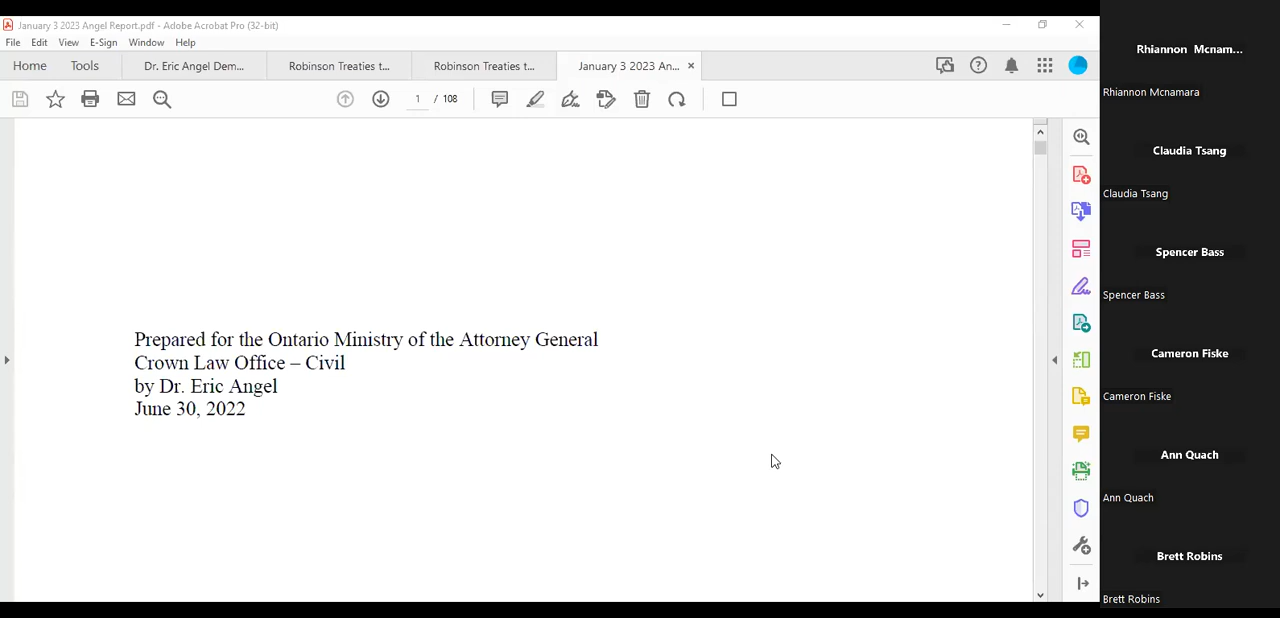 January 3 2023 Angel Report.pdf - Adobe Acrobat Pro (32-bit)
File Edit View E-Sign Window Help
Home Tools Dr. Eric Angel Dem... Robinson Treaties t... Robinson Treaties t... January 3 2023 An... ×
1 / 108
Prepared for the Ontario Ministry of the Attorney General
Crown Law Office – Civil
by Dr. Eric Angel
June 30, 2022
Rhiannon Mcnam...
Rhiannon Mcnamara
Claudia Tsang
Claudia Tsang
Spencer Bass
Spencer Bass
Cameron Fiske
Cameron Fiske
Ann Quach
Ann Quach
Brett Robins
Brett Robins